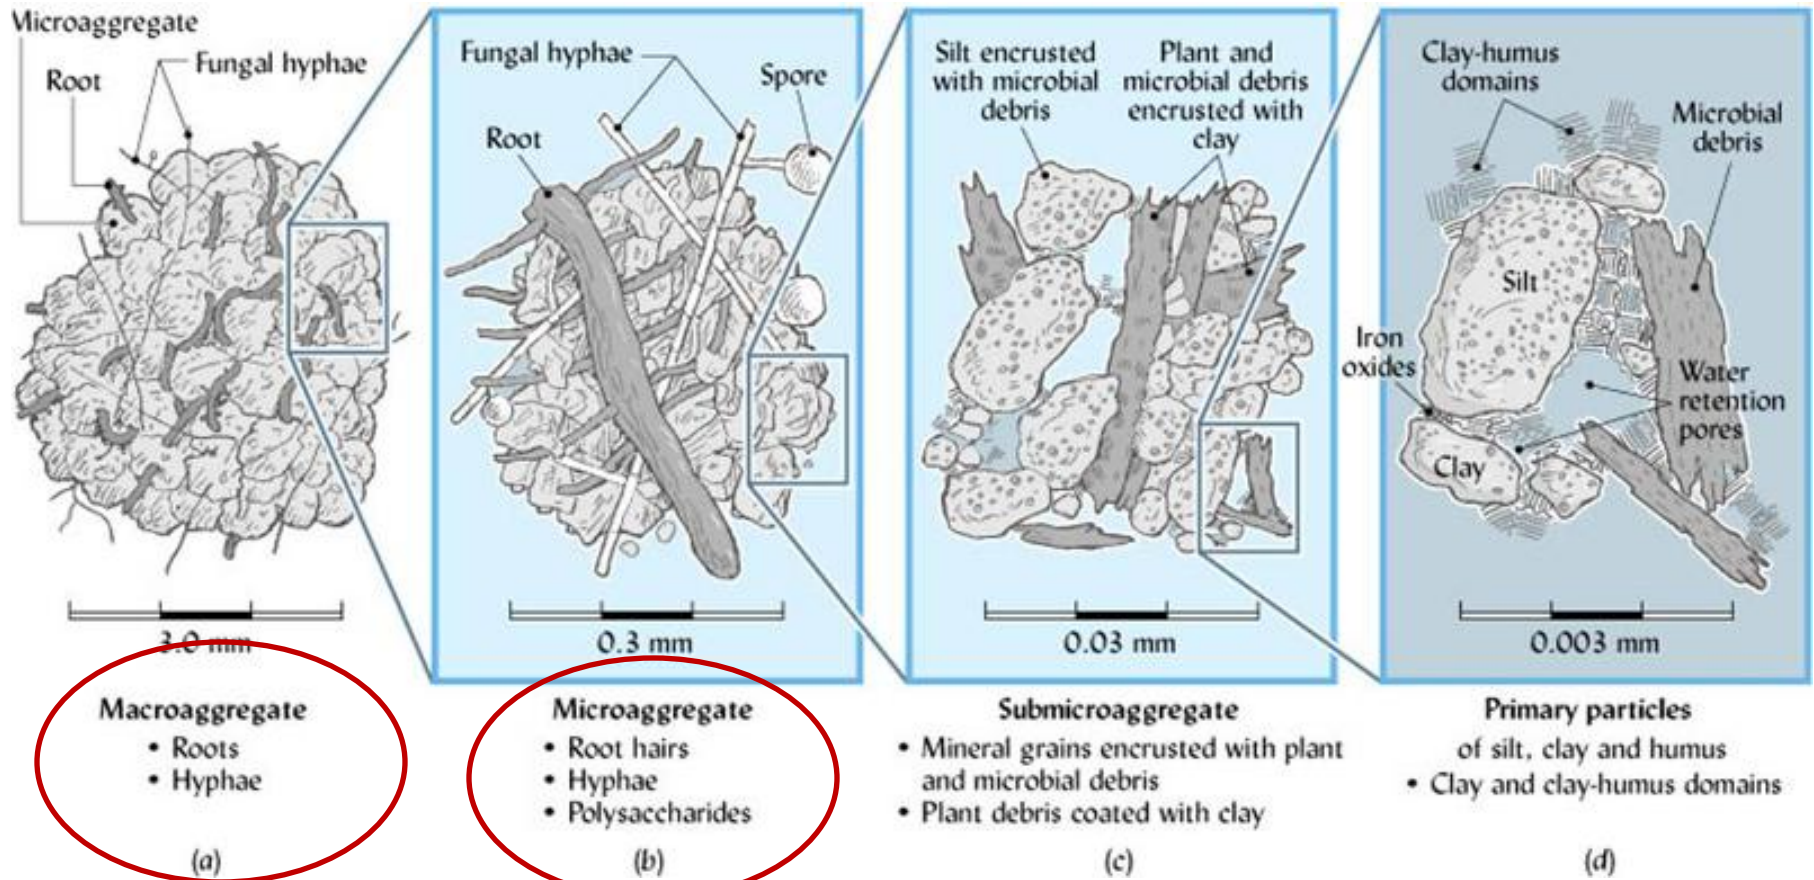 Microaggregate
Fungal hyphae
Root
3.0 mm
Macroaggregate
• Roots
• Hyphae
(a)
Fungal hyphae
Spore
Root
0.3 mm
Microaggregate
• Root hairs
• Hyphae
• Polysaccharides
(b)
Silt encrusted
with microbial
debris
Plant and
microbial debris
encrusted with
clay
0.03 mm
Submicroaggregate
• Mineral grains encrusted with plant
and microbial debris
• Plant debris coated with clay
(c)
Clay-humus
domains
Microbial
debris
Silt
Iron
oxides
Water
retention
pores
Clay
0.003 mm
Primary particles
of silt, clay and humus
• Clay and clay-humus domains
(d)